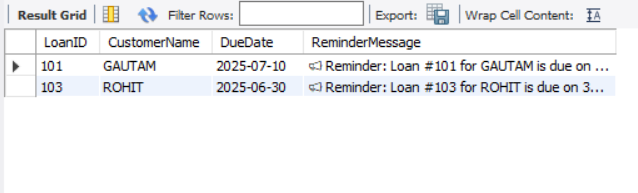 Result Grid Filter Rows: Export: Wrap Cell Content: IA
LoanID CustomerName DueDate ReminderMessage
101 GAUTAM 2025-07-10 📢 Reminder: Loan #101 for GAUTAM is due on ...
103 ROHIT 2025-06-30 📢 Reminder: Loan #103 for ROHIT is due on 3...